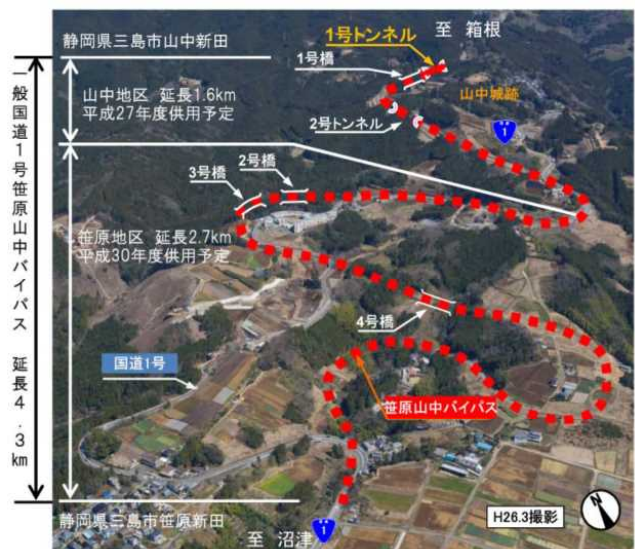 至 箱根
静岡県三島市山中新田
1号トンネル
1号橋
山中地区 延長1.6km
平成27年度供用予定
山中城跡
2号トンネル
1
2号橋
3号橋
笹原地区 延長2.7km
平成30年度供用予定
一般国道1号笹原山中バイパス 延長4.3km
4号橋
国道1号
笹原山中バイパス
H26.3撮影
静岡県三島市笹原新田
至 沼津
1